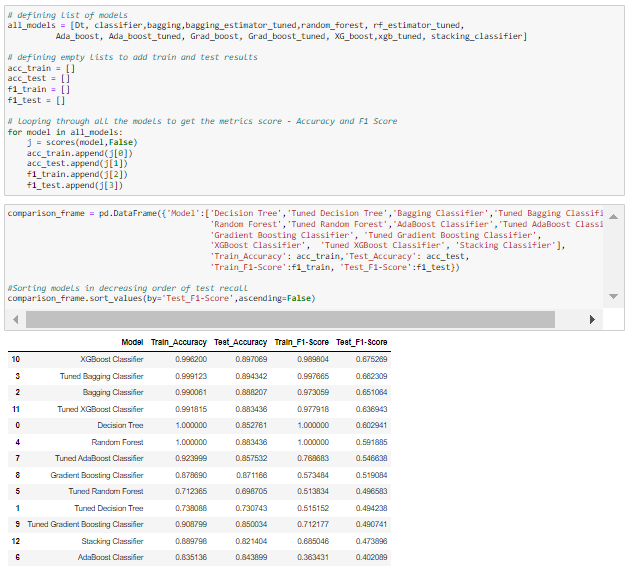 # defining list of models
all_models = [Dt, classifier,bagging,bagging_estimator_tuned,random_forest, rf_estimator_tuned,
Ada_boost, Ada_boost_tuned, Grad_boost, Grad_boost_tuned, XG_boost,xgb_tuned, stacking_classifier]
# defining empty lists to add train and test results
acc_train = []
acc_test = []
f1_train = []
f1_test = []
# looping through all the models to get the metrics score - Accuracy and F1 Score
for model in all_models:
j = scores(model,False)
acc_train.append(j[0])
acc_test.append(j[1])
f1_train.append(j[2])
f1_test.append(j[3])
comparison_frame = pd.DataFrame({'Model':['Decision Tree','Tuned Decision Tree','Bagging Classifier','Tuned Bagging Classifi
'Random Forest','Tuned Random Forest','AdaBoost Classifier','Tuned AdaBoost Classi
'Gradient Boosting Classifier', 'Tuned Gradient Boosting Classifier',
'XGBoost Classifier', 'Tuned XGBoost Classifier', 'Stacking Classifier'],
'Train_Accuracy': acc_train,'Test_Accuracy': acc_test,
'Train_F1-Score':f1_train, 'Test_F1-Score':f1_test})
#Sorting models in decreasing order of test recall
comparison_frame.sort_values(by='Test_F1-Score',ascending=False)
Model Train_Accuracy Test_Accuracy Train_F1-Score Test_F1-Score
10 XGBoost Classifier 0.996200 0.897069 0.989804 0.675269
3 Tuned Bagging Classifier 0.999123 0.894342 0.997665 0.662309
2 Bagging Classifier 0.990061 0.888207 0.973059 0.651064
11 Tuned XGBoost Classifier 0.991815 0.883436 0.977918 0.636943
0 Decision Tree 1.000000 0.852761 1.000000 0.602941
4 Random Forest 1.000000 0.883436 1.000000 0.591885
7 Tuned AdaBoost Classifier 0.923999 0.857532 0.768683 0.546638
8 Gradient Boosting Classifier 0.878690 0.871166 0.573484 0.519084
5 Tuned Random Forest 0.712365 0.698705 0.513834 0.496583
1 Tuned Decision Tree 0.738088 0.730743 0.515152 0.494238
9 Tuned Gradient Boosting Classifier 0.908799 0.850034 0.712177 0.490741
12 Stacking Classifier 0.889798 0.821404 0.685046 0.473896
6 AdaBoost Classifier 0.835136 0.843899 0.363431 0.402089